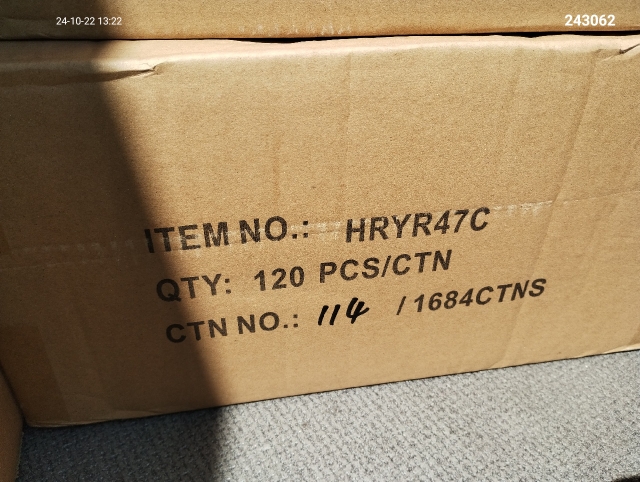 24-10-22 13:22
243062
ITEM NO.: HRYR47C
QTY: 120 PCS/CTN
CTN NO.: 114 /1684CTNS